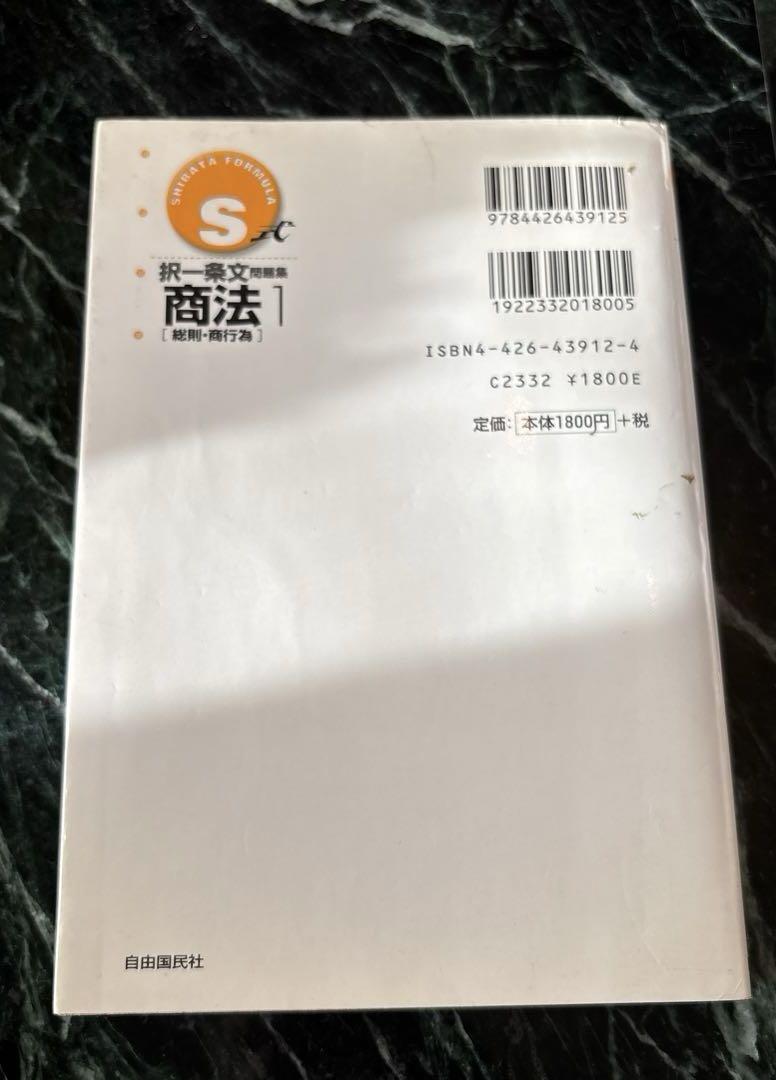 SHIBATA FORMULA
S
択一条文問題集
商法1
[総則・商行為]
9784426439125
1922332018005
ISBN4-426-43912-4
C2332 ¥1800E
定価: 本体1800円 +税
自由国民社